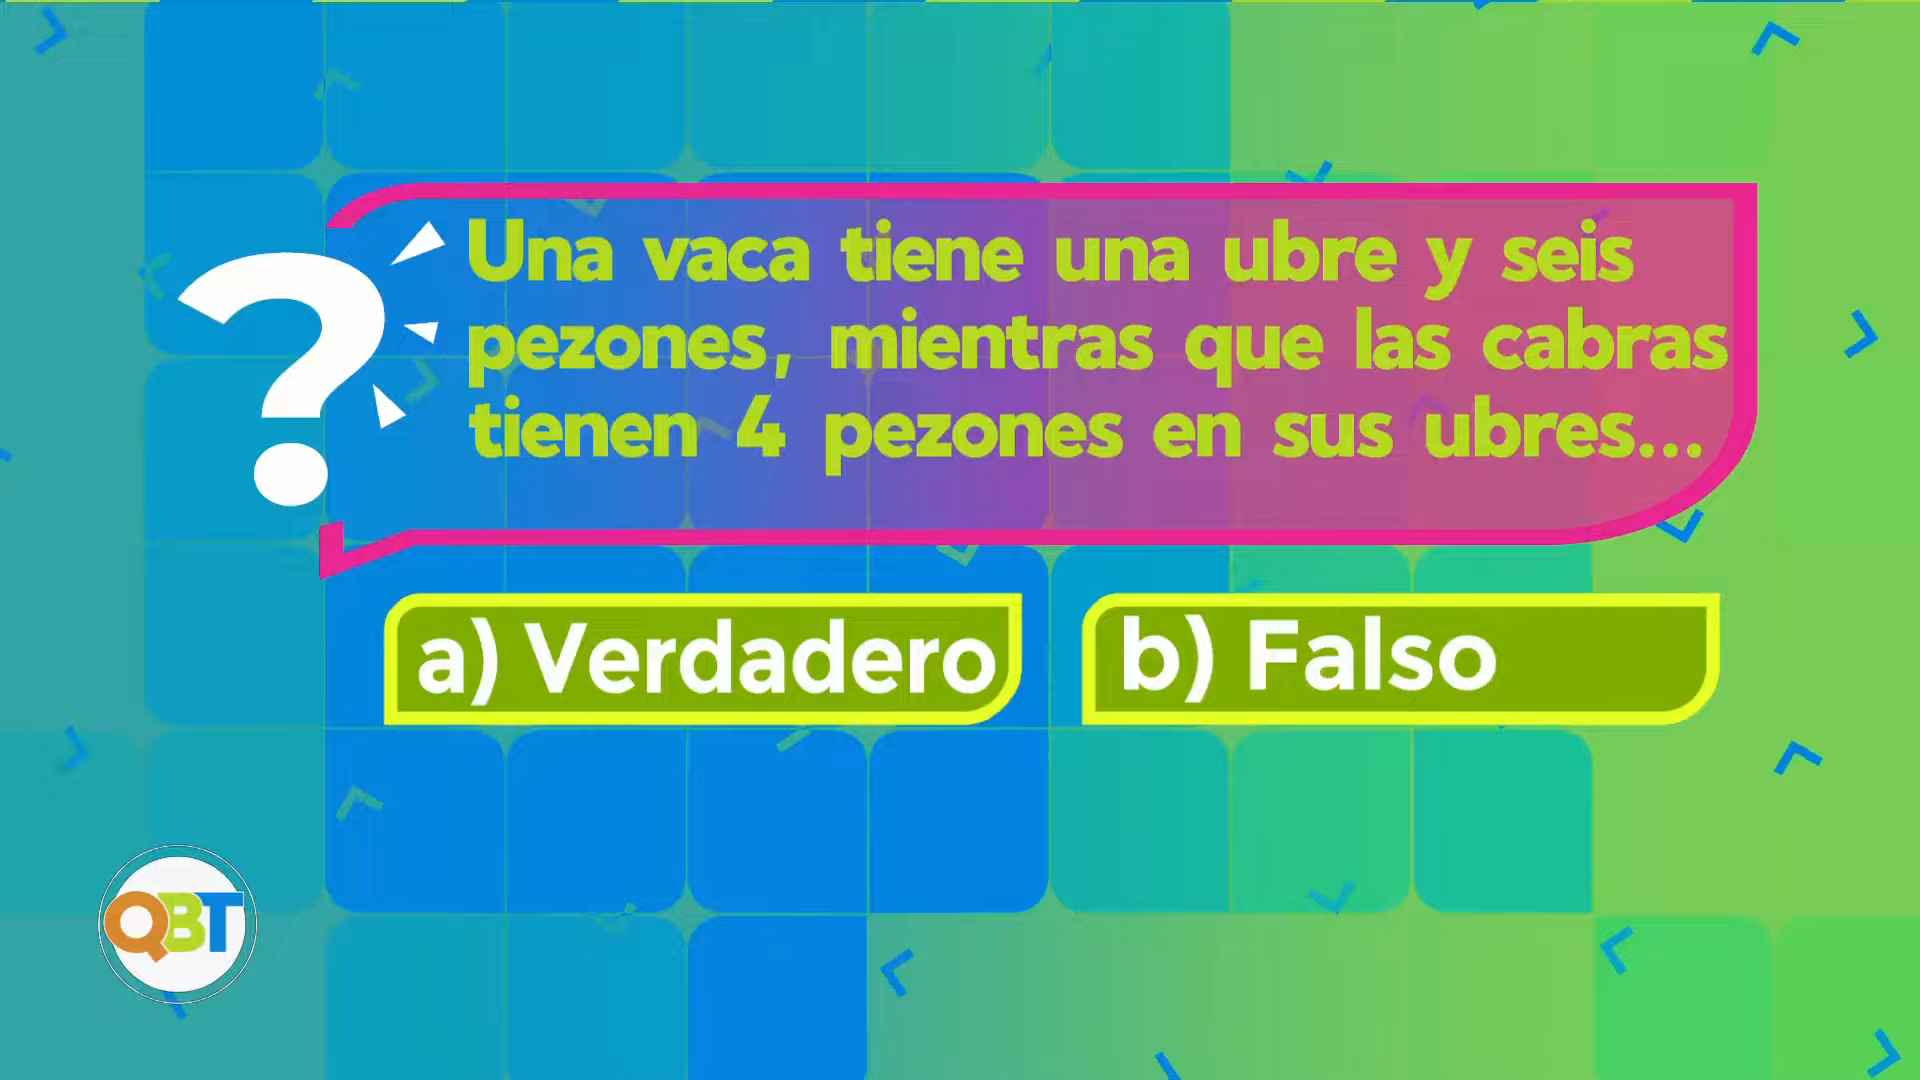 Una vaca tiene una ubre y seis
pezones, mientras que las cabras
tienen 4 pezones en sus ubres...
a) Verdadero
b) Falso
QBT